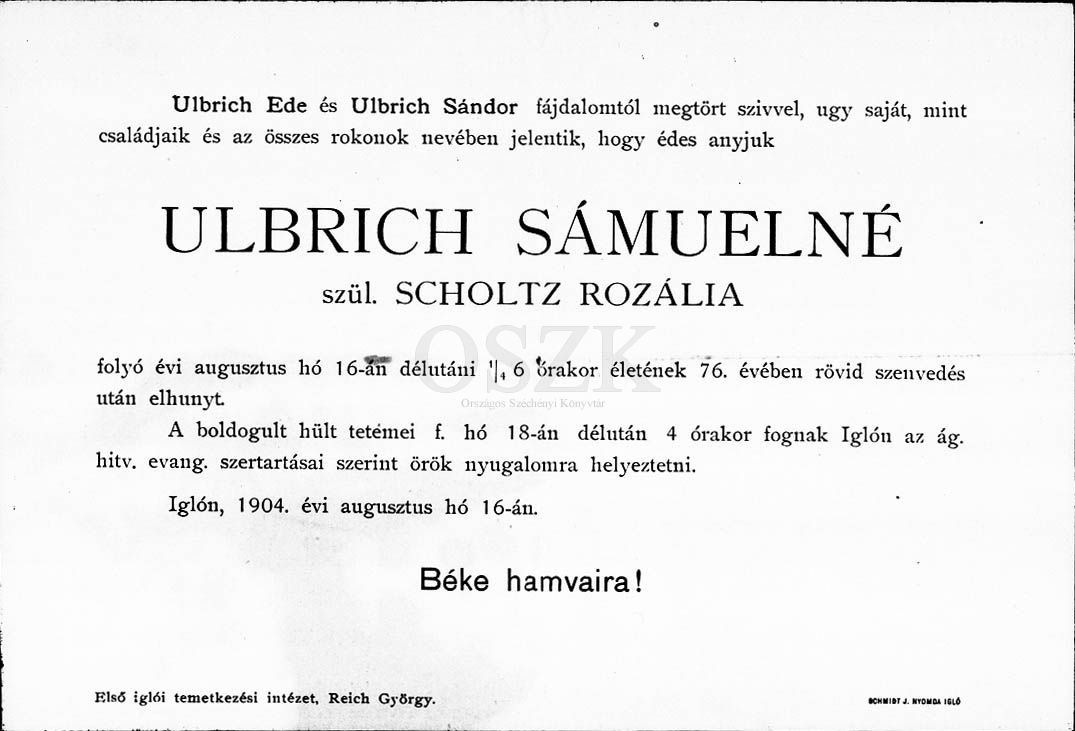 Ulbrich Ede és Ulbrich Sándor fájdalomtól megtört szivvel, ugy saját, mint
családjaik és az összes rokonok nevében jelentik, hogy édes anyjuk
ULBRICH SÁMUELNÉ
szül. SCHOLTZ ROZÁLIA
OSZK
folyó évi augusztus hó 16-án délutáni 1/4 6 órakor életének 76. évében rövid szenvedés
után elhunyt.
Országos Széchényi Könyvtár
A boldogult hült tetemei f. hó 18-án délután 4 órakor fognak Iglón az ág.
hitv. evang. szertartásai szerint örök nyugalomra helyeztetni.
Iglón, 1904. évi augusztus hó 16-án.
Béke hamvaira!
Első iglói temetkezési intézet, Reich György.
SCHMIDT J. NYOMDA IGLÓ